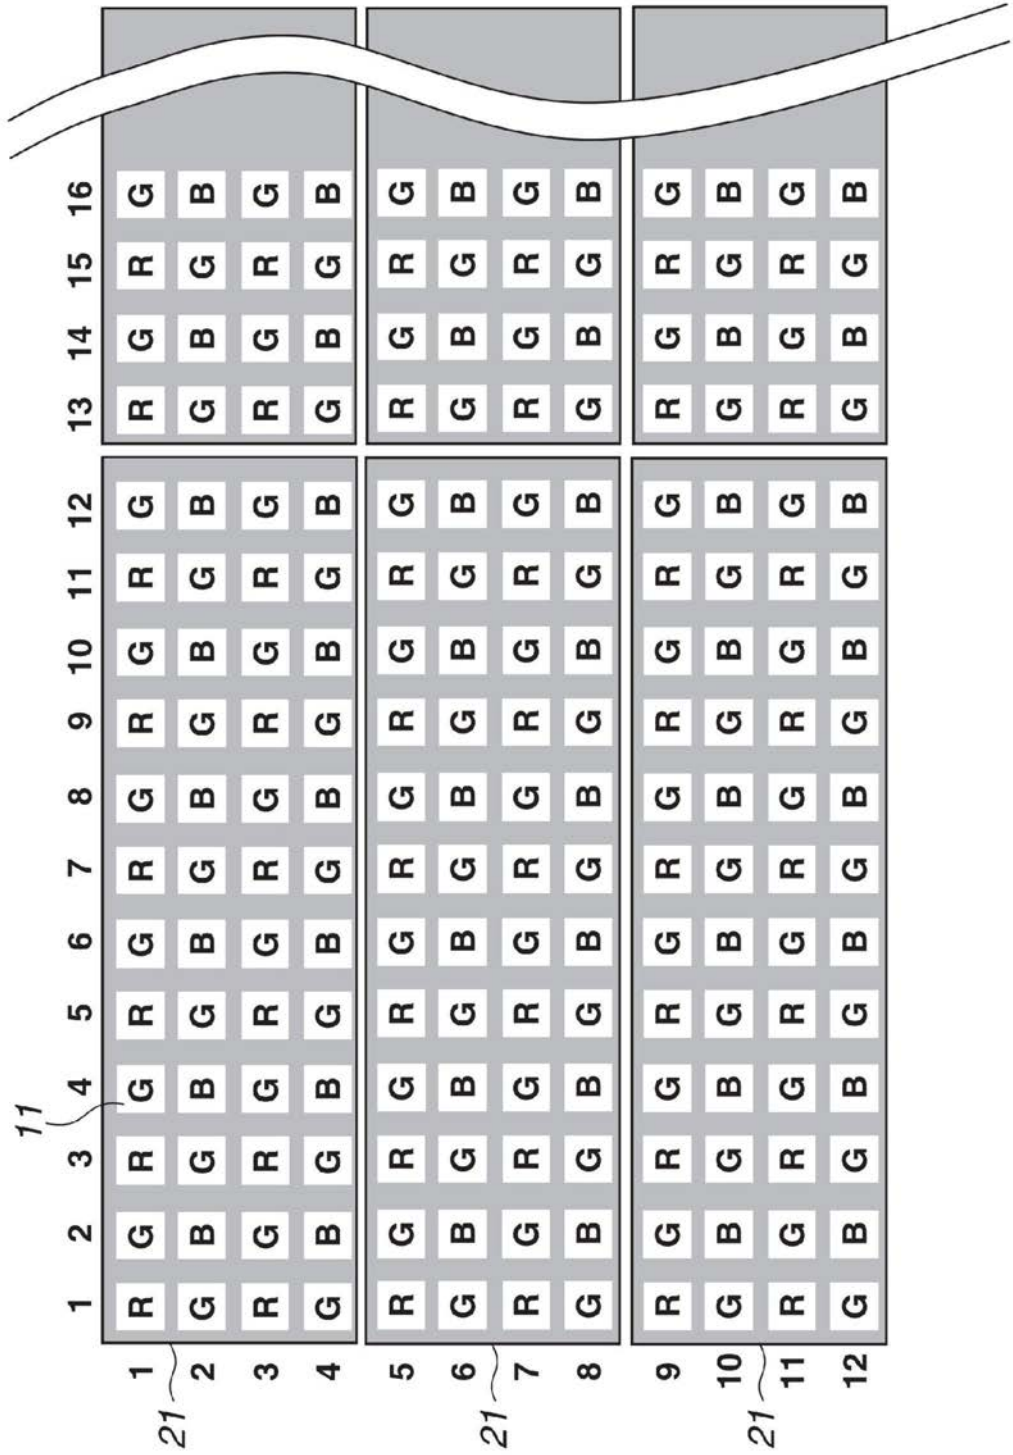 11
1 2 3 4 5 6 7 8 9 10 11 12 13 14 15 16
1 R G R G R G R G R G R G R G R G
21
2 G B G B G B G B G B G B G B G B
3 R G R G R G R G R G R G R G R G
4 G B G B G B G B G B G B G B G B
5 R G R G R G R G R G R G R G R G
6 G B G B G B G B G B G B G B G B
21
7 R G R G R G R G R G R G R G R G
8 G B G B G B G B G B G B G B G B
9 R G R G R G R G R G R G R G R G
10 G B G B G B G B G B G B G B G B
21
11 R G R G R G R G R G R G R G R G
12 G B G B G B G B G B G B G B G B